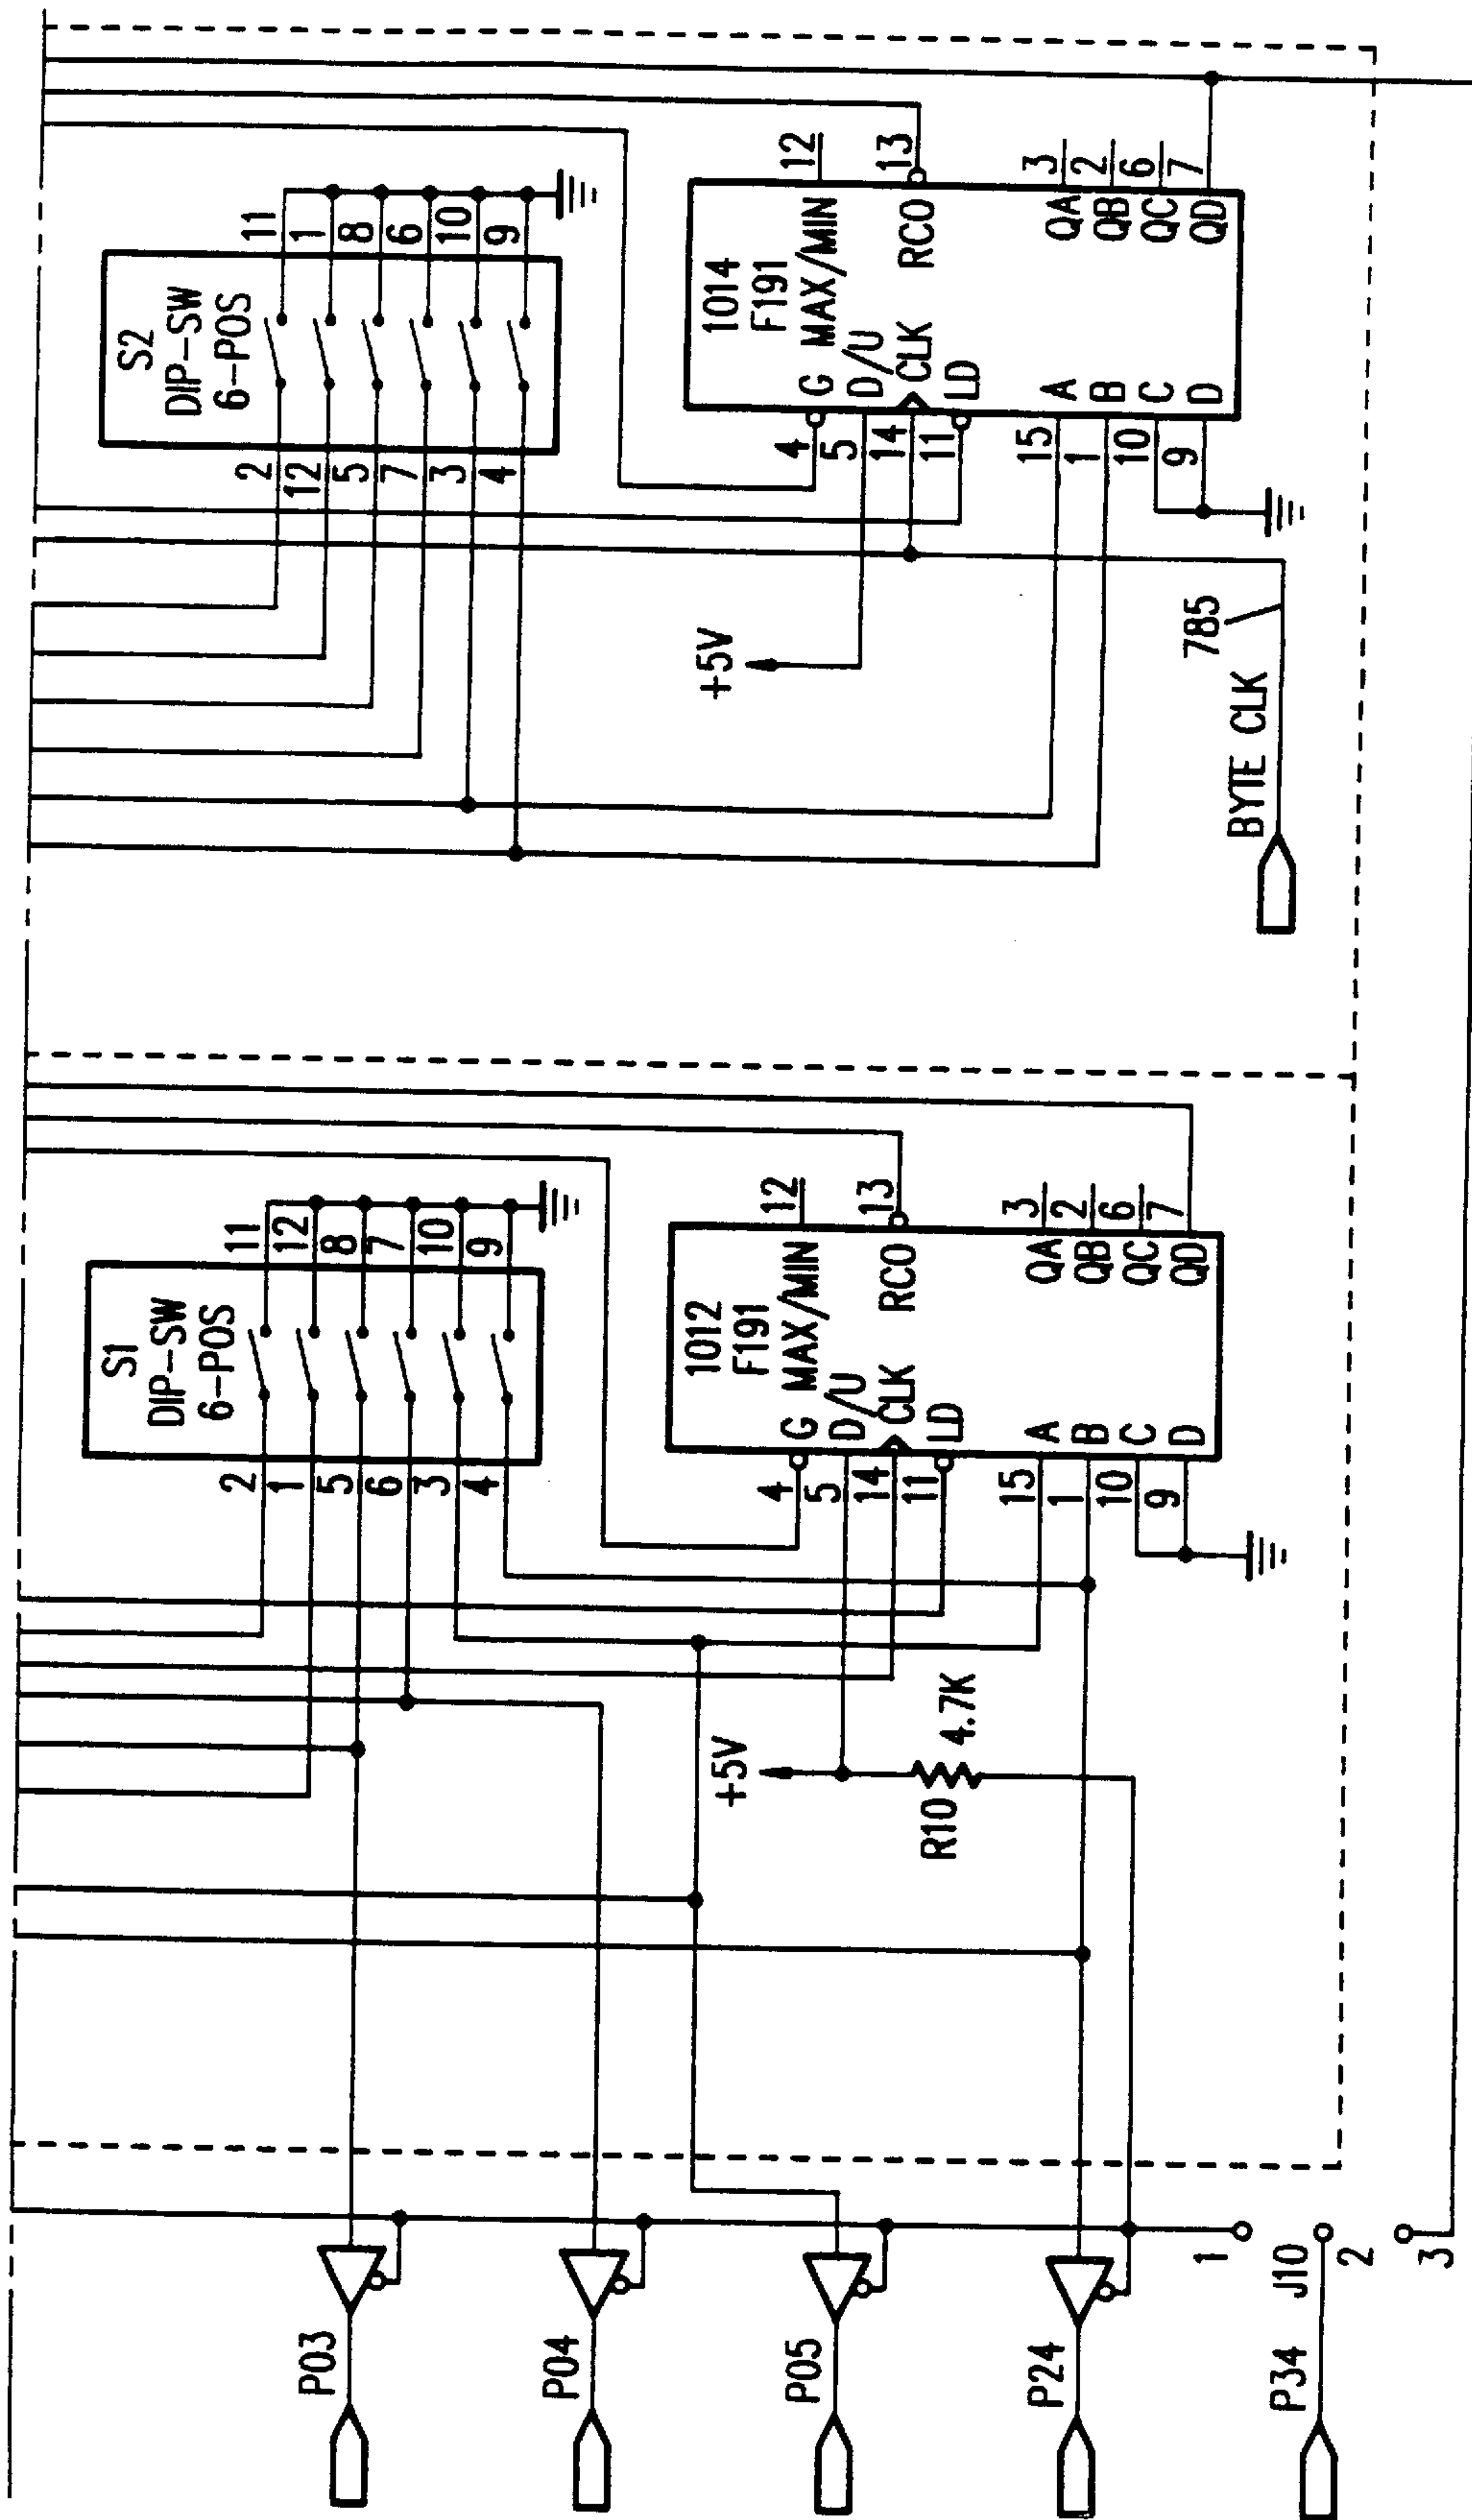 S2
DIP-SW
6-POS
2
12
5
7
3
4
11
1
8
6
10
9
1014
F191
G MAX/MIN
D/U
CLK RCO
LD
A QA
B QB
C QC
D QD
4
5
14
11
15
1
10
9
12
13
3
2
6
7
+5V
BYTE CLK
785
S1
DIP-SW
6-POS
2
1
5
6
3
4
11
12
8
7
10
9
1012
F191
G MAX/MIN
D/U
CLK RCO
LD
A QA
B QB
C QC
D QD
4
5
14
11
15
1
10
9
12
13
3
2
6
7
+5V
R10 4.7K
P03
P04
P05
P24
P34
1
J10
2
3